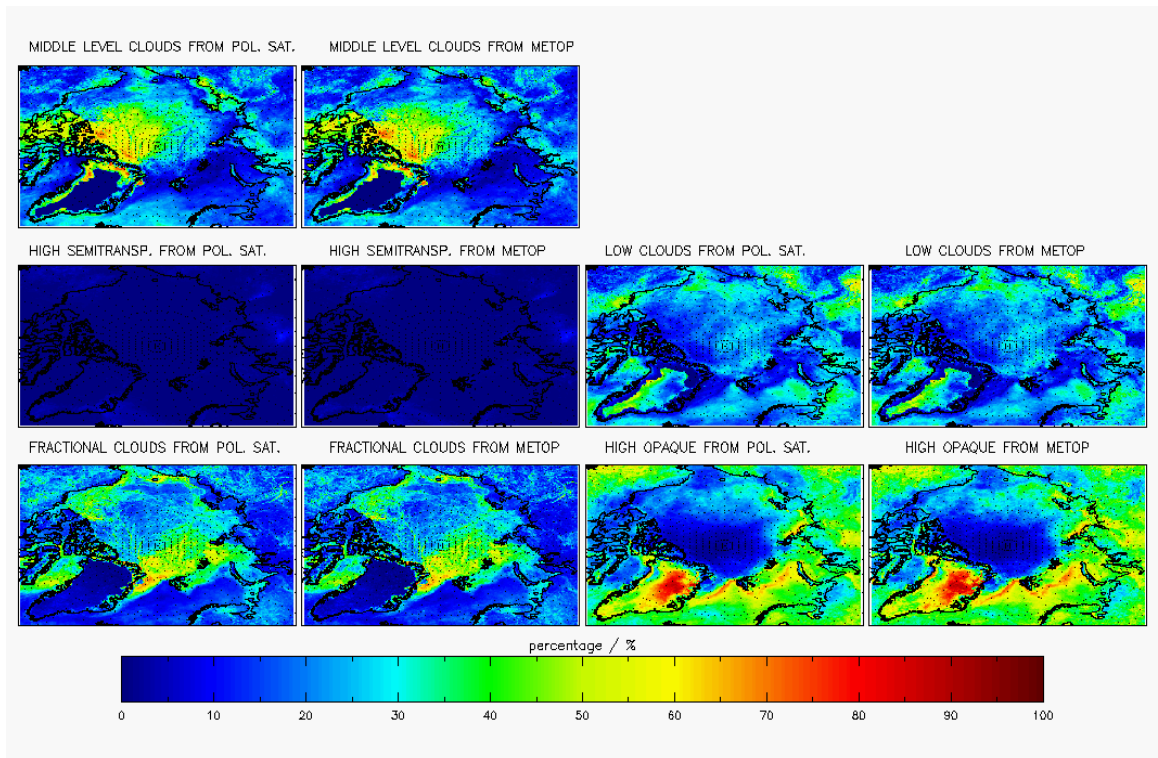 MIDDLE LEVEL CLOUDS FROM POL. SAT.
MIDDLE LEVEL CLOUDS FROM METOP
HIGH SEMITRANSP. FROM POL. SAT.
HIGH SEMITRANSP. FROM METOP
LOW CLOUDS FROM POL. SAT.
LOW CLOUDS FROM METOP
FRACTIONAL CLOUDS FROM POL. SAT.
FRACTIONAL CLOUDS FROM METOP
HIGH OPAQUE FROM POL. SAT.
HIGH OPAQUE FROM METOP
percentage / %
0 10 20 30 40 50 60 70 80 90 100